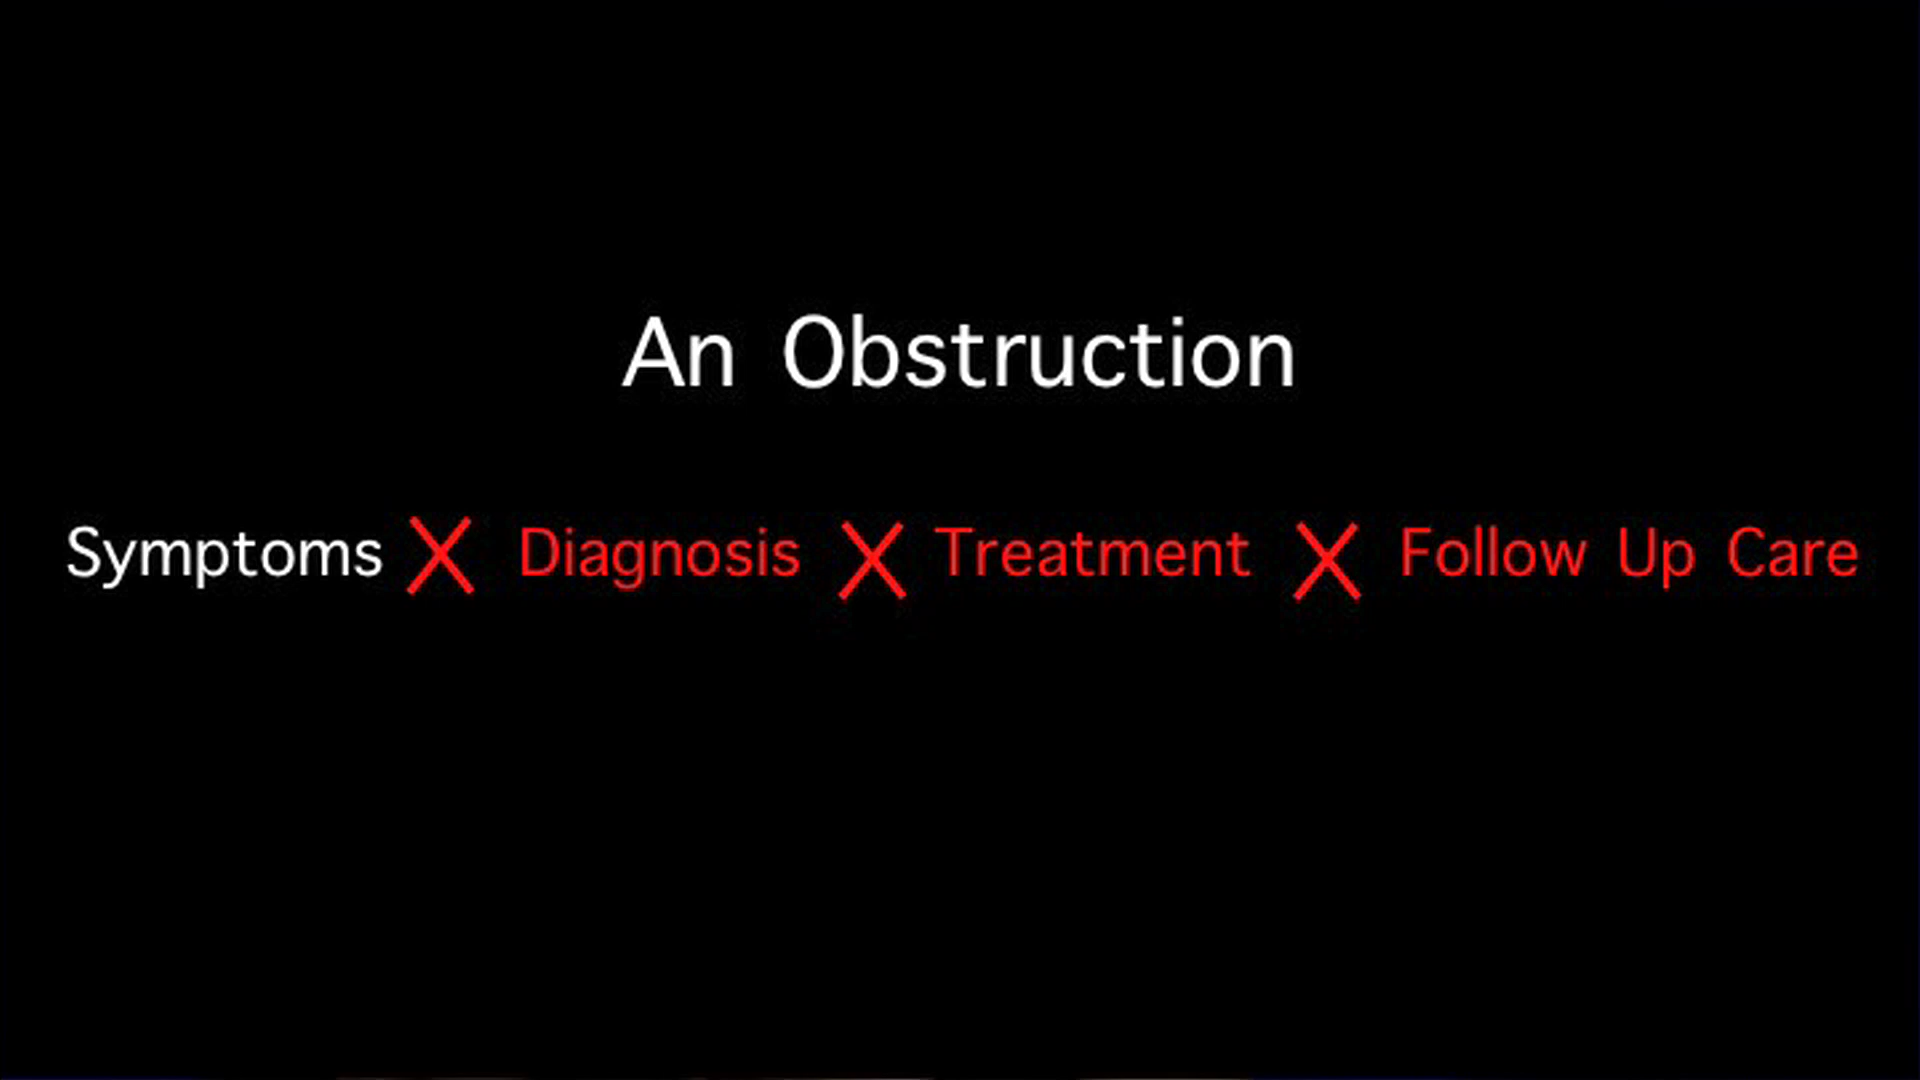 An Obstruction
Symptoms X Diagnosis X Treatment X Follow Up Care